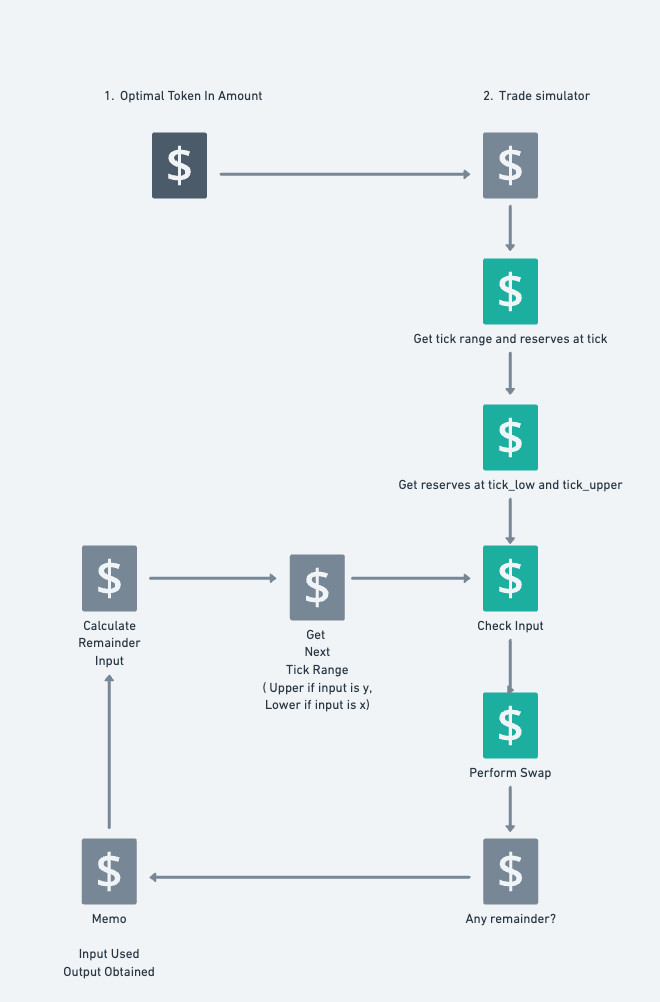 1. Optimal Token In Amount
2. Trade simulator
$
$
$
Get tick range and reserves at tick
$
Get reserves at tick_low and tick_upper
$
Calculate
Remainder
Input
$
Get
Next
Tick Range
( Upper if input is y,
Lower if input is x)
$
Check Input
$
Perform Swap
$
Memo
Input Used
Output Obtained
$
Any remainder?